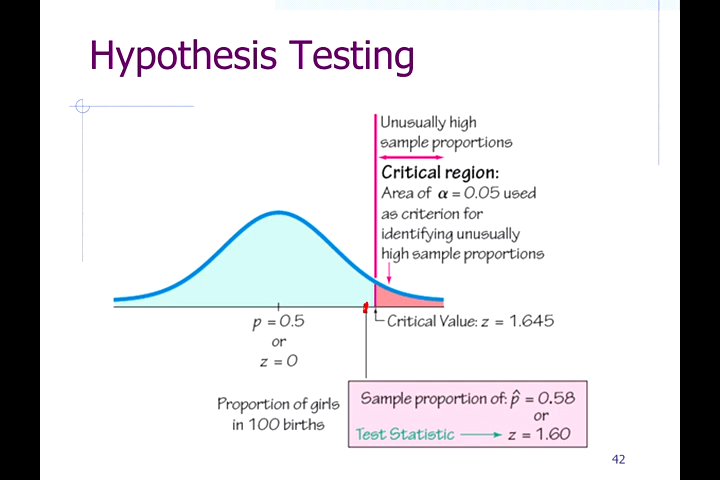 Hypothesis Testing
Unusually high
sample proportions
Critical region:
Area of α = 0.05 used
as criterion for
identifying unusually
high sample proportions
p = 0.5
or
z = 0
Critical Value: z = 1.645
Proportion of girls
in 100 births
Sample proportion of: p̂ = 0.58
or
Test Statistic z = 1.60
42